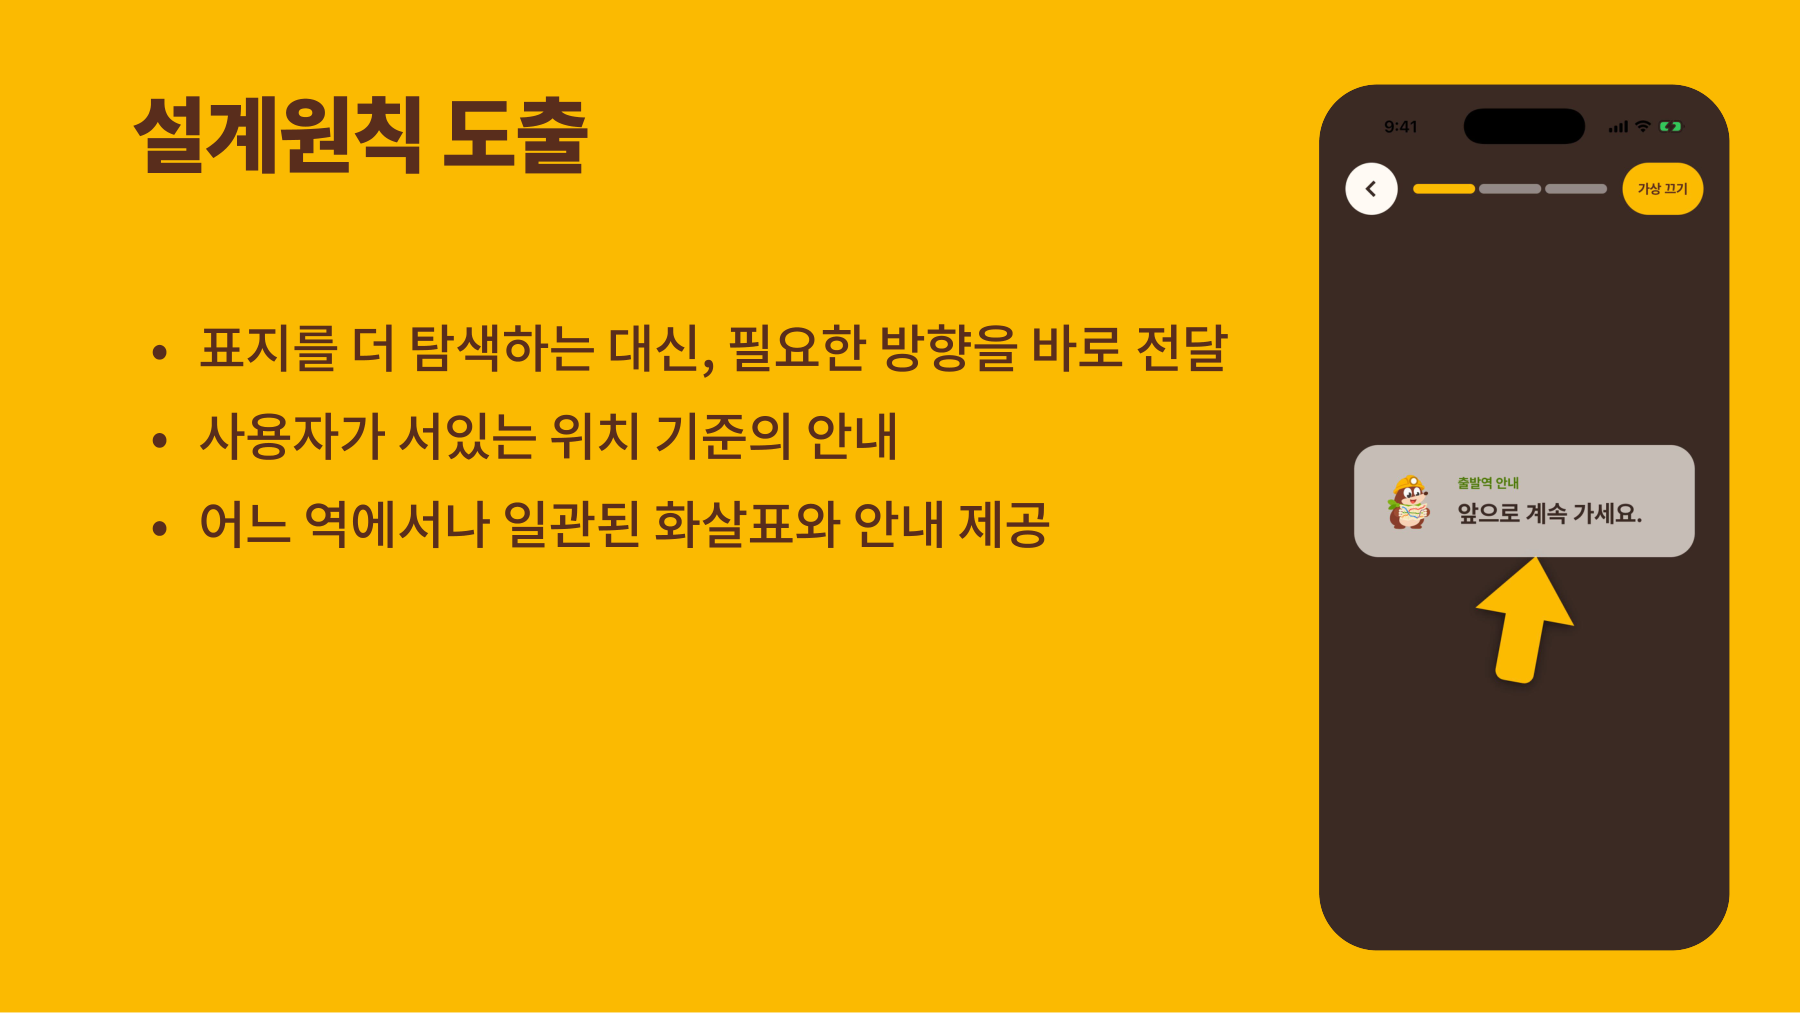 설계원칙 도출
• 표지를 더 탐색하는 대신, 필요한 방향을 바로 전달
• 사용자가 서있는 위치 기준의 안내
• 어느 역에서나 일관된 화살표와 안내 제공
9:41
가상 끄기
출발역 안내
앞으로 계속 가세요.